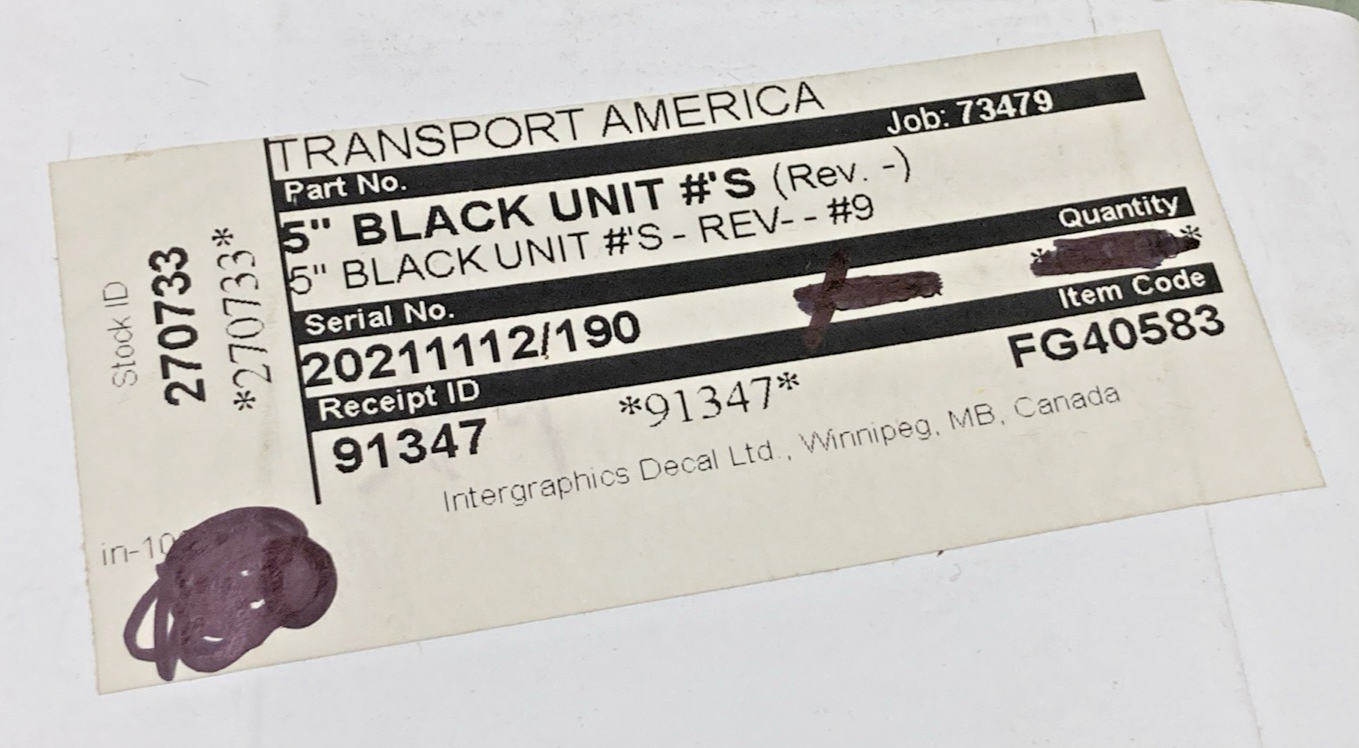 TRANSPORT AMERICA
Part No. Job: 73479
5" BLACK UNIT #'S (Rev. -)
5" BLACK UNIT #'S - REV- - #9
Serial No. Quantity
20211112/190 * *
Receipt ID Item Code
91347 *91347* FG40583
Intergraphics Decal Ltd., Winnipeg, MB, Canada
Stock ID
270733
*270733*